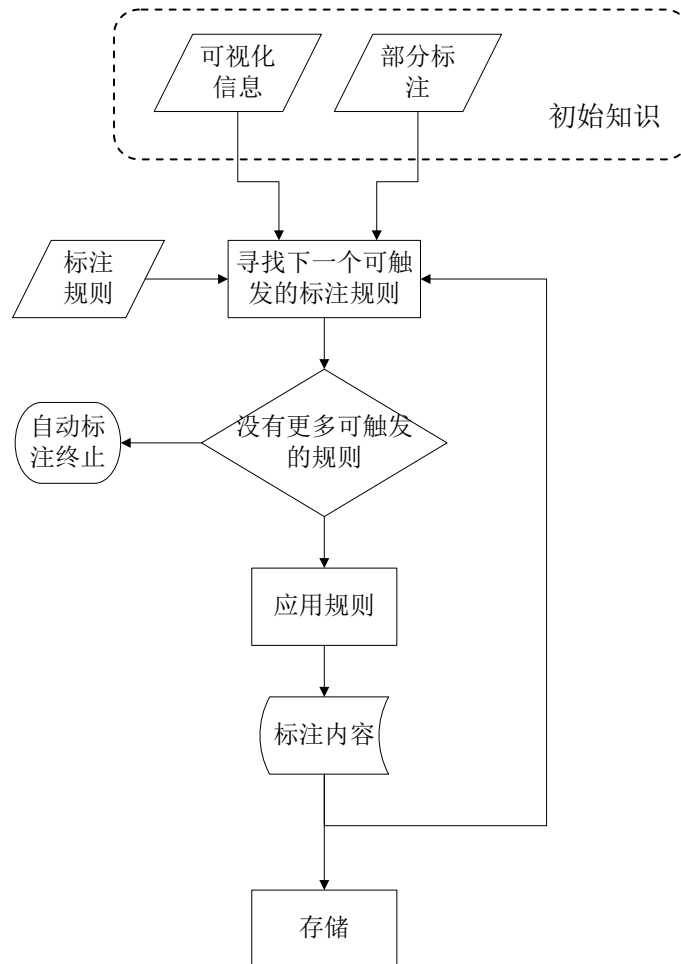 可视化
信息
部分标
注
初始知识
标注
规则
寻找下一个可触
发的标注规则
没有更多可触发
的规则
自动标
注终止
应用规则
标注内容
存储